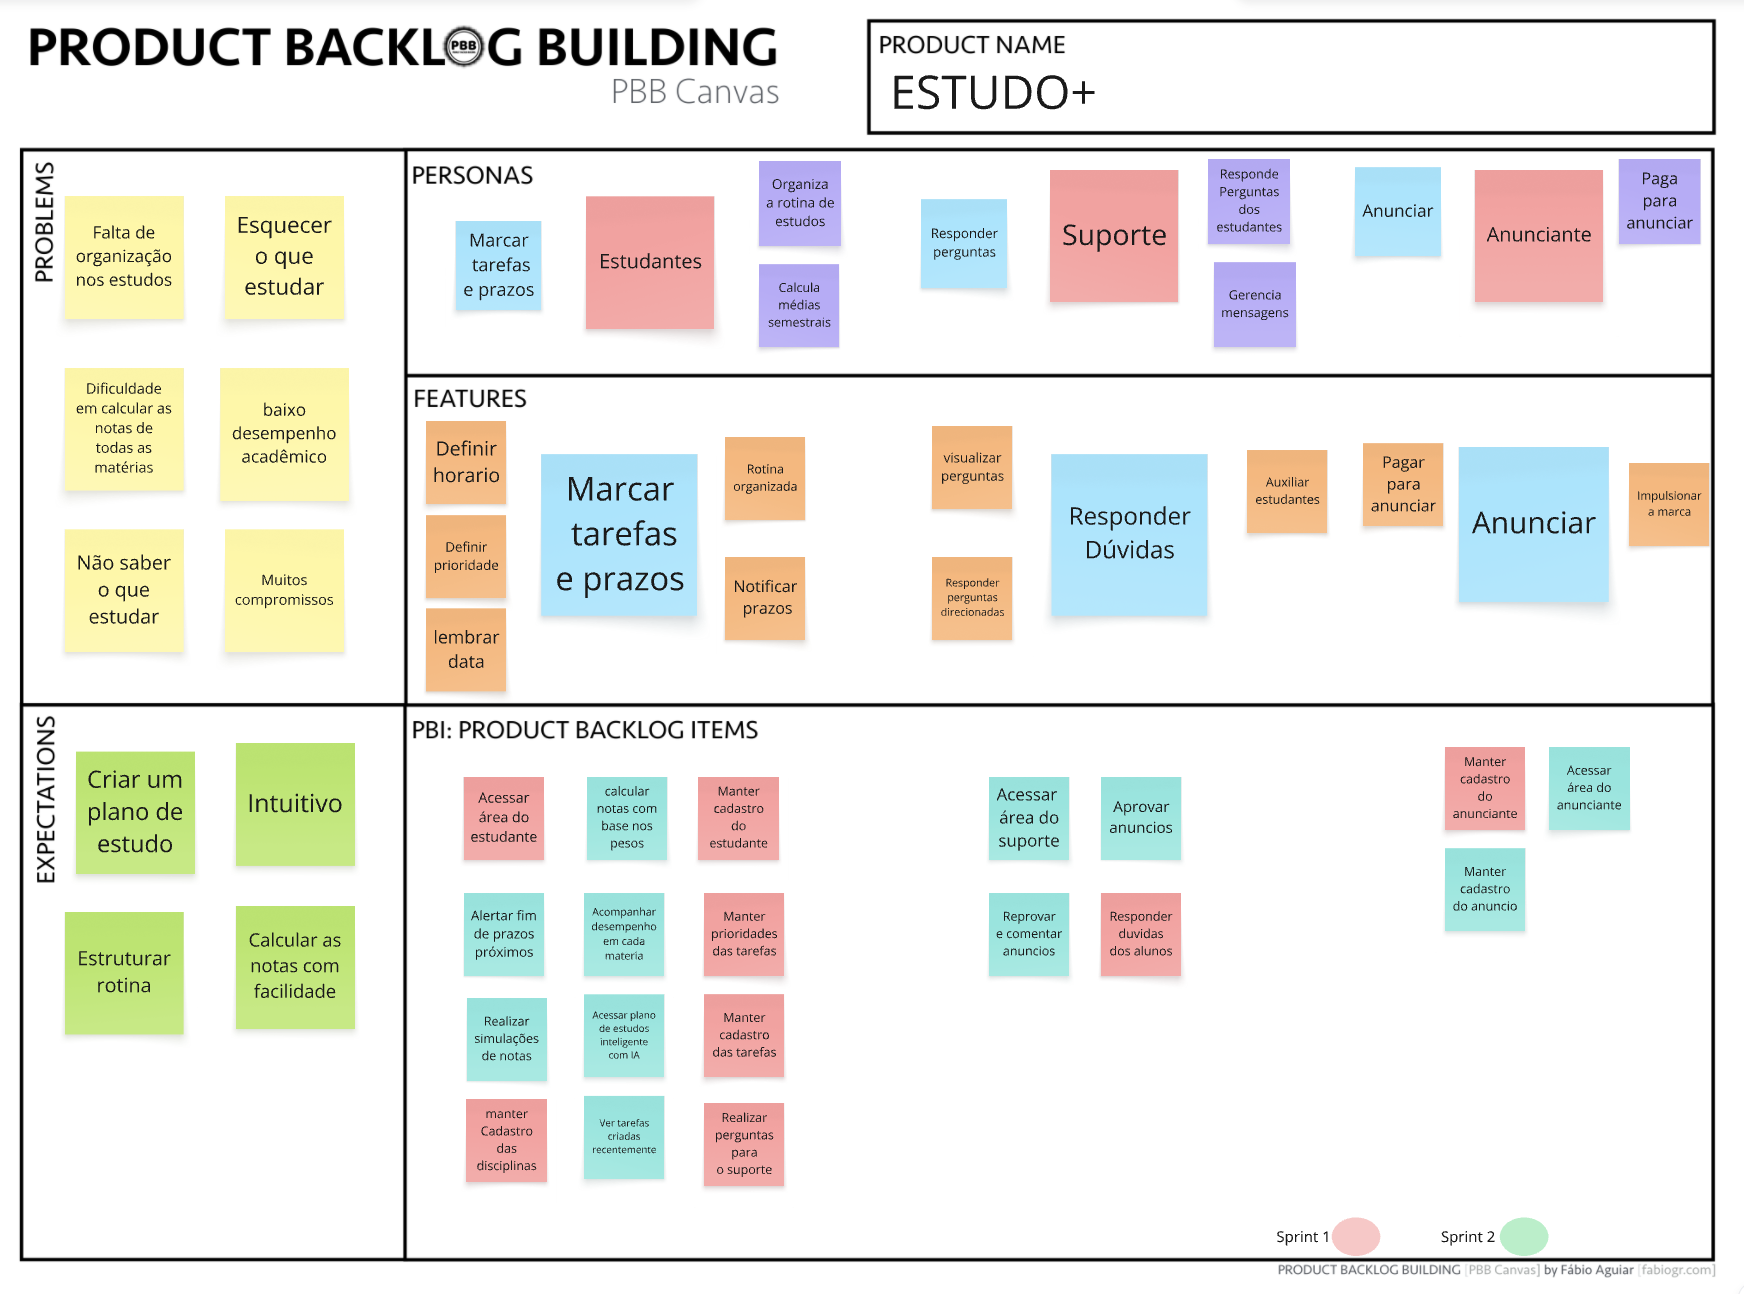 PRODUCT BACKLOG BUILDING
PBB
PBB Canvas
PRODUCT NAME
ESTUDO+
PROBLEMS
Falta de
organização
nos estudos
Esquecer
o que
estudar
Dificuldade
em calcular as
notas de
todas as
matérias
baixo
desempenho
acadêmico
Não saber
o que
estudar
Muitos
compromissos
PERSONAS
Marcar
tarefas
e prazos
Estudantes
Organiza
a rotina de
estudos
Calcula
médias
semestrais
Responder
perguntas
Suporte
Responde
Perguntas
dos
estudantes
Gerencia
mensagens
Anunciar
Anunciante
Paga
para
anunciar
FEATURES
Definir
horario
Definir
prioridade
lembrar
data
Marcar
tarefas
e prazos
Rotina
organizada
Notificar
prazos
visualizar
perguntas
Responder
perguntas
direcionadas
Responder
Dúvidas
Auxiliar
estudantes
Pagar
para
anunciar
Anunciar
Impulsionar
a marca
EXPECTATIONS
Criar um
plano de
estudo
Intuitivo
Estruturar
rotina
Calcular as
notas com
facilidade
PBI: PRODUCT BACKLOG ITEMS
Acessar
área do
estudante
calcular
notas com
base nos
pesos
Manter
cadastro
do
estudante
Alertar fim
de prazos
próximos
Acompanhar
desempenho
em cada
materia
Manter
prioridades
das tarefas
Realizar
simulações
de notas
Acessar plano
de estudos
inteligente
com IA
Manter
cadastro
das tarefas
manter
Cadastro
das
disciplinas
Ver tarefas
criadas
recentemente
Realizar
perguntas
para
o suporte
Acessar
área do
suporte
Aprovar
anuncios
Reprovar
e comentar
anuncios
Responder
duvidas
dos alunos
Manter
cadastro
do
anunciante
Acessar
área do
anunciante
Manter
cadastro
do anuncio
Sprint 1
Sprint 2
PRODUCT BACKLOG BUILDING [PBB Canvas] by Fábio Aguiar [fabiogr.com]